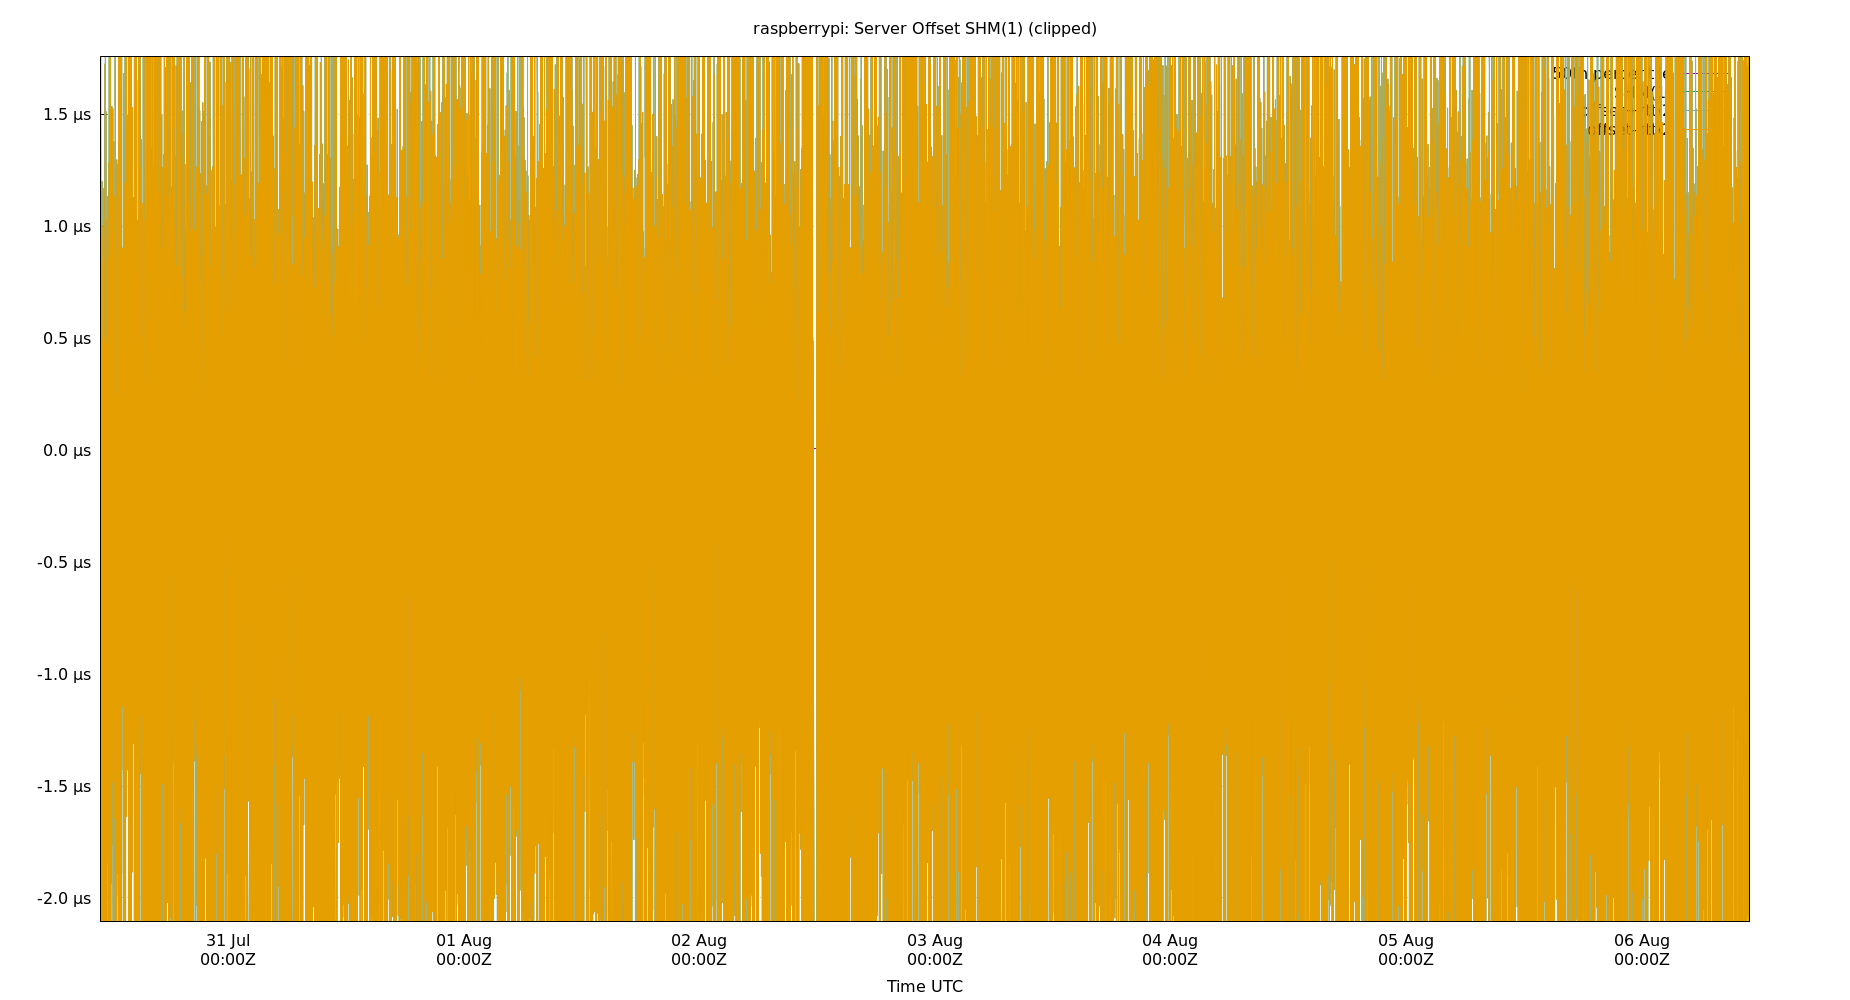 raspberrypi: Server Offset SHM(1) (clipped)
1.5 µs
1.0 µs
0.5 µs
0.0 µs
-0.5 µs
-1.0 µs
-1.5 µs
-2.0 µs
31 Jul
00:00Z
01 Aug
00:00Z
02 Aug
00:00Z
03 Aug
00:00Z
04 Aug
00:00Z
05 Aug
00:00Z
06 Aug
00:00Z
Time UTC